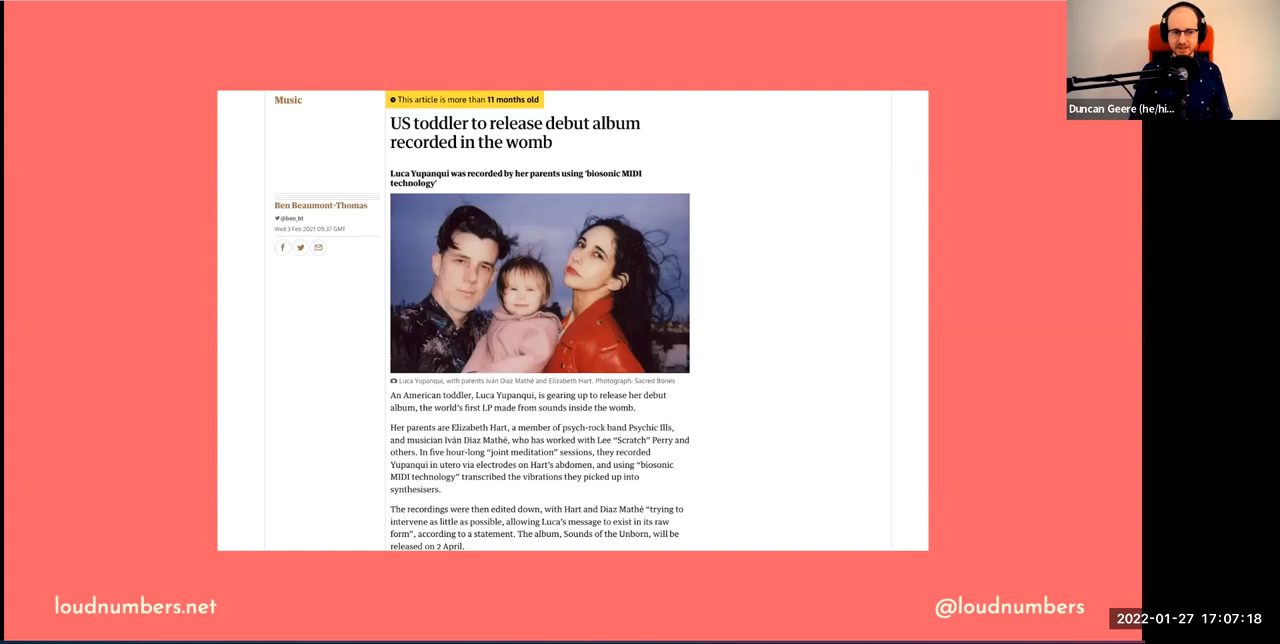 Music
This article is more than 11 months old
US toddler to release debut album
recorded in the womb
Luca Yupanqui was recorded by her parents using ‘biosonic MIDI
technology’
Ben Beaumont-Thomas
@ben_bt
Wed 3 Feb 2021 09.37 GMT
Luca Yupanqui, with parents Iván Diaz Mathé and Elizabeth Hart. Photograph: Sacred Bones
An American toddler, Luca Yupanqui, is gearing up to release her debut
album, the world’s first LP made from sounds inside the womb.
Her parents are Elizabeth Hart, a member of psych-rock band Psychic Ills,
and musician Iván Diaz Mathé, who has worked with Lee “Scratch” Perry and
others. In five hour-long “joint meditation” sessions, they recorded
Yupanqui in utero via electrodes on Hart’s abdomen, and using “biosonic
MIDI technology” transcribed the vibrations they picked up into
synthesisers.
The recordings were then edited down, with Hart and Diaz Mathé “trying to
intervene as little as possible, allowing Luca’s message to exist in its raw
form”, according to a statement. The album, Sounds of the Unborn, will be
released on 2 April.
Duncan Geere (he/hi...
loudnumbers.net
@loudnumbers
2022-01-27 17:07:18